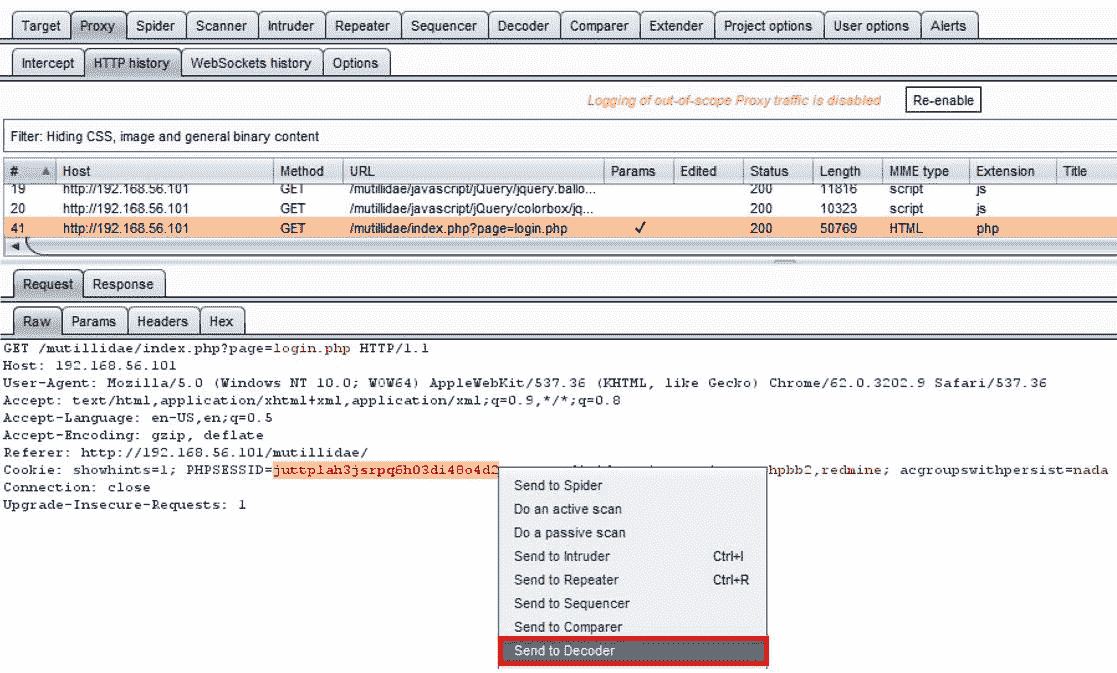 Target Proxy Spider Scanner Intruder Repeater Sequencer Decoder Comparer Extender Project options User options Alerts
Intercept HTTP history WebSockets history Options
Logging of out-of-scope Proxy traffic is disabled Re-enable
Filter: Hiding CSS, image and general binary content
# Host Method URL Params Edited Status Length MIME type Extension Title
19 http://192.168.56.101 GET /mutillidae/javascript/jQuery/jquery.ballo... 200 11816 script js
20 http://192.168.56.101 GET /mutillidae/javascript/jQuery/colorbox/jq... 200 10323 script js
41 http://192.168.56.101 GET /mutillidae/index.php?page=login.php ✓ 200 50769 HTML php
Request Response
Raw Params Headers Hex
GET /mutillidae/index.php?page=login.php HTTP/1.1
Host: 192.168.56.101
User-Agent: Mozilla/5.0 (Windows NT 10.0; WOW64) AppleWebKit/537.36 (KHTML, like Gecko) Chrome/62.0.3202.9 Safari/537.36
Accept: text/html,application/xhtml+xml,application/xml;q=0.9,*/*;q=0.8
Accept-Language: en-US,en;q=0.5
Accept-Encoding: gzip, deflate
Referer: http://192.168.56.101/mutillidae/
Cookie: showhints=1; PHPSESSID=juttplah3jsrpq6h03di48o4d2 hpbb2,redmine; acgroupswithpersist=nada
Connection: close
Upgrade-Insecure-Requests: 1
Send to Spider
Do an active scan
Do a passive scan
Send to Intruder Ctrl+I
Send to Repeater Ctrl+R
Send to Sequencer
Send to Comparer
Send to Decoder